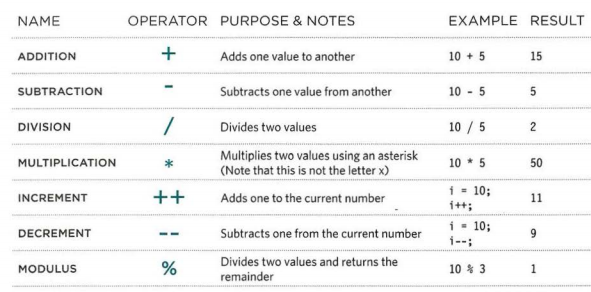 NAME OPERATOR PURPOSE & NOTES EXAMPLE RESULT
ADDITION + Adds one value to another 10 + 5 15
SUBTRACTION - Subtracts one value from another 10 - 5 5
DIVISION / Divides two values 10 / 5 2
MULTIPLICATION * Multiplies two values using an asterisk 10 * 5 50
(Note that this is not the letter x)
INCREMENT ++ Adds one to the current number i = 10; 11
i++;
DECREMENT -- Subtracts one from the current number i = 10; 9
i--;
MODULUS % Divides two values and returns the 10 % 3 1
remainder